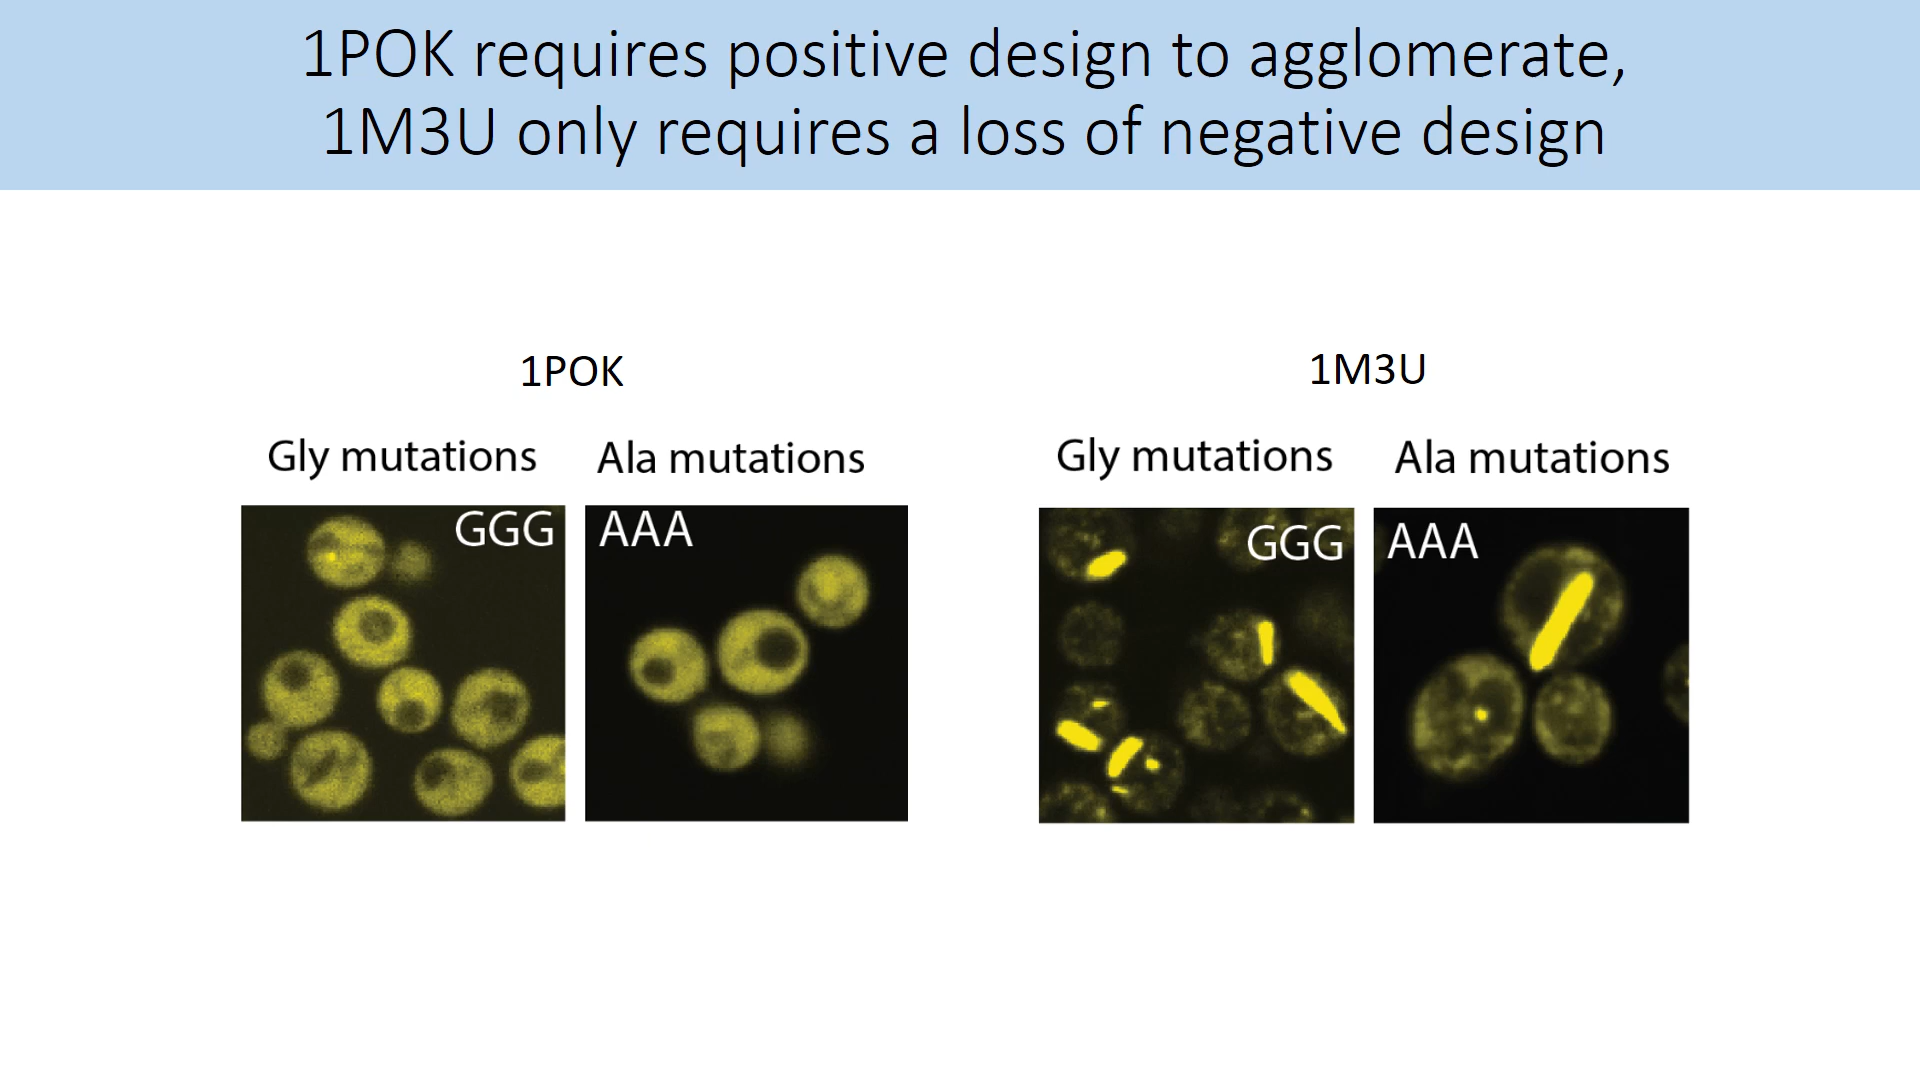 1POK requires positive design to agglomerate,
1M3U only requires a loss of negative design
1POK
Gly mutations
Ala mutations
GGG
AAA
1M3U
Gly mutations
Ala mutations
GGG
AAA